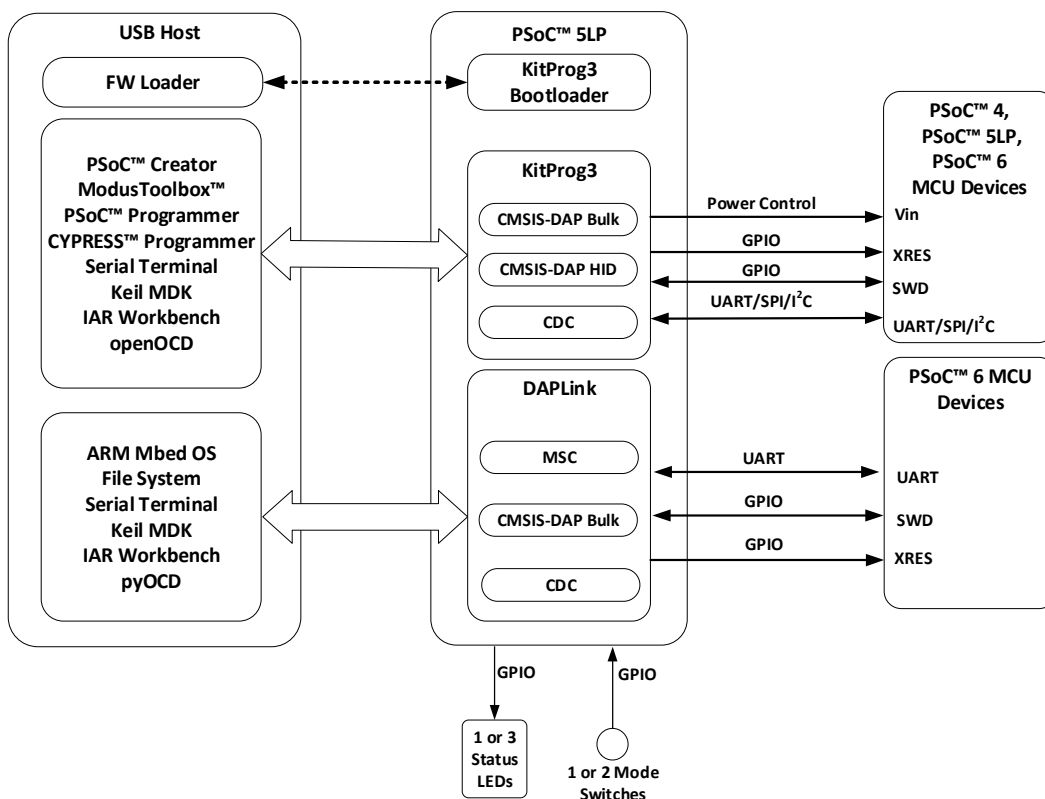 USB Host
FW Loader
PSoC™ Creator
ModusToolbox™
PSoC™ Programmer
CYPRESS™ Programmer
Serial Terminal
Keil MDK
IAR Workbench
openOCD
ARM Mbed OS
File System
Serial Terminal
Keil MDK
IAR Workbench
pyOCD
PSoC™ 5LP
KitProg3
Bootloader
KitProg3
CMSIS-DAP Bulk
CMSIS-DAP HID
CDC
DAPLink
MSC
CMSIS-DAP Bulk
CDC
Power Control
GPIO
GPIO
UART/SPI/I²C
UART
GPIO
GPIO
PSoC™ 4,
PSoC™ 5LP,
PSoC™ 6
MCU Devices
Vin
XRES
SWD
UART/SPI/I²C
PSoC™ 6 MCU
Devices
UART
SWD
XRES
GPIO
GPIO
1 or 3
Status
LEDs
1 or 2 Mode
Switches